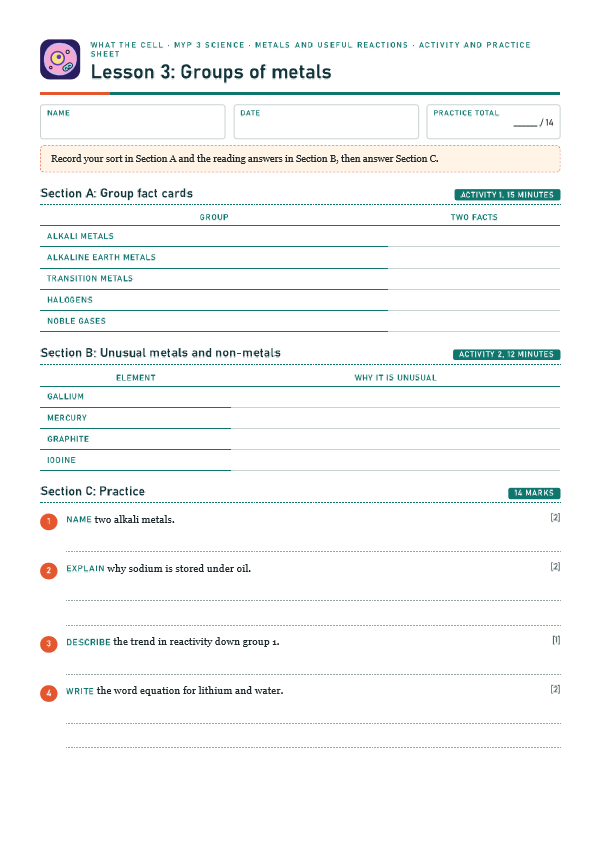 WHAT THE CELL · MYP 3 SCIENCE · METALS AND USEFUL REACTIONS · ACTIVITY AND PRACTICE
SHEET
Lesson 3: Groups of metals
NAME
DATE
PRACTICE TOTAL
_____ / 14
Record your sort in Section A and the reading answers in Section B, then answer Section C.
Section A: Group fact cards
ACTIVITY 1, 15 MINUTES
GROUP
TWO FACTS
ALKALI METALS
ALKALINE EARTH METALS
TRANSITION METALS
HALOGENS
NOBLE GASES
Section B: Unusual metals and non-metals
ACTIVITY 2, 12 MINUTES
ELEMENT
WHY IT IS UNUSUAL
GALLIUM
MERCURY
GRAPHITE
IODINE
Section C: Practice
14 MARKS
1 NAME two alkali metals. [2]
2 EXPLAIN why sodium is stored under oil. [2]
3 DESCRIBE the trend in reactivity down group 1. [1]
4 WRITE the word equation for lithium and water. [2]